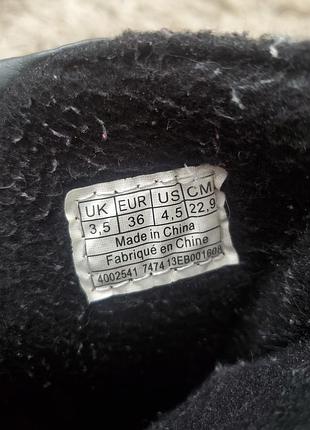 UK EUR US CM
3,5 36 4,5 22,9
Made in China
Fabriqué en Chine
4002541 7474 13EB001608